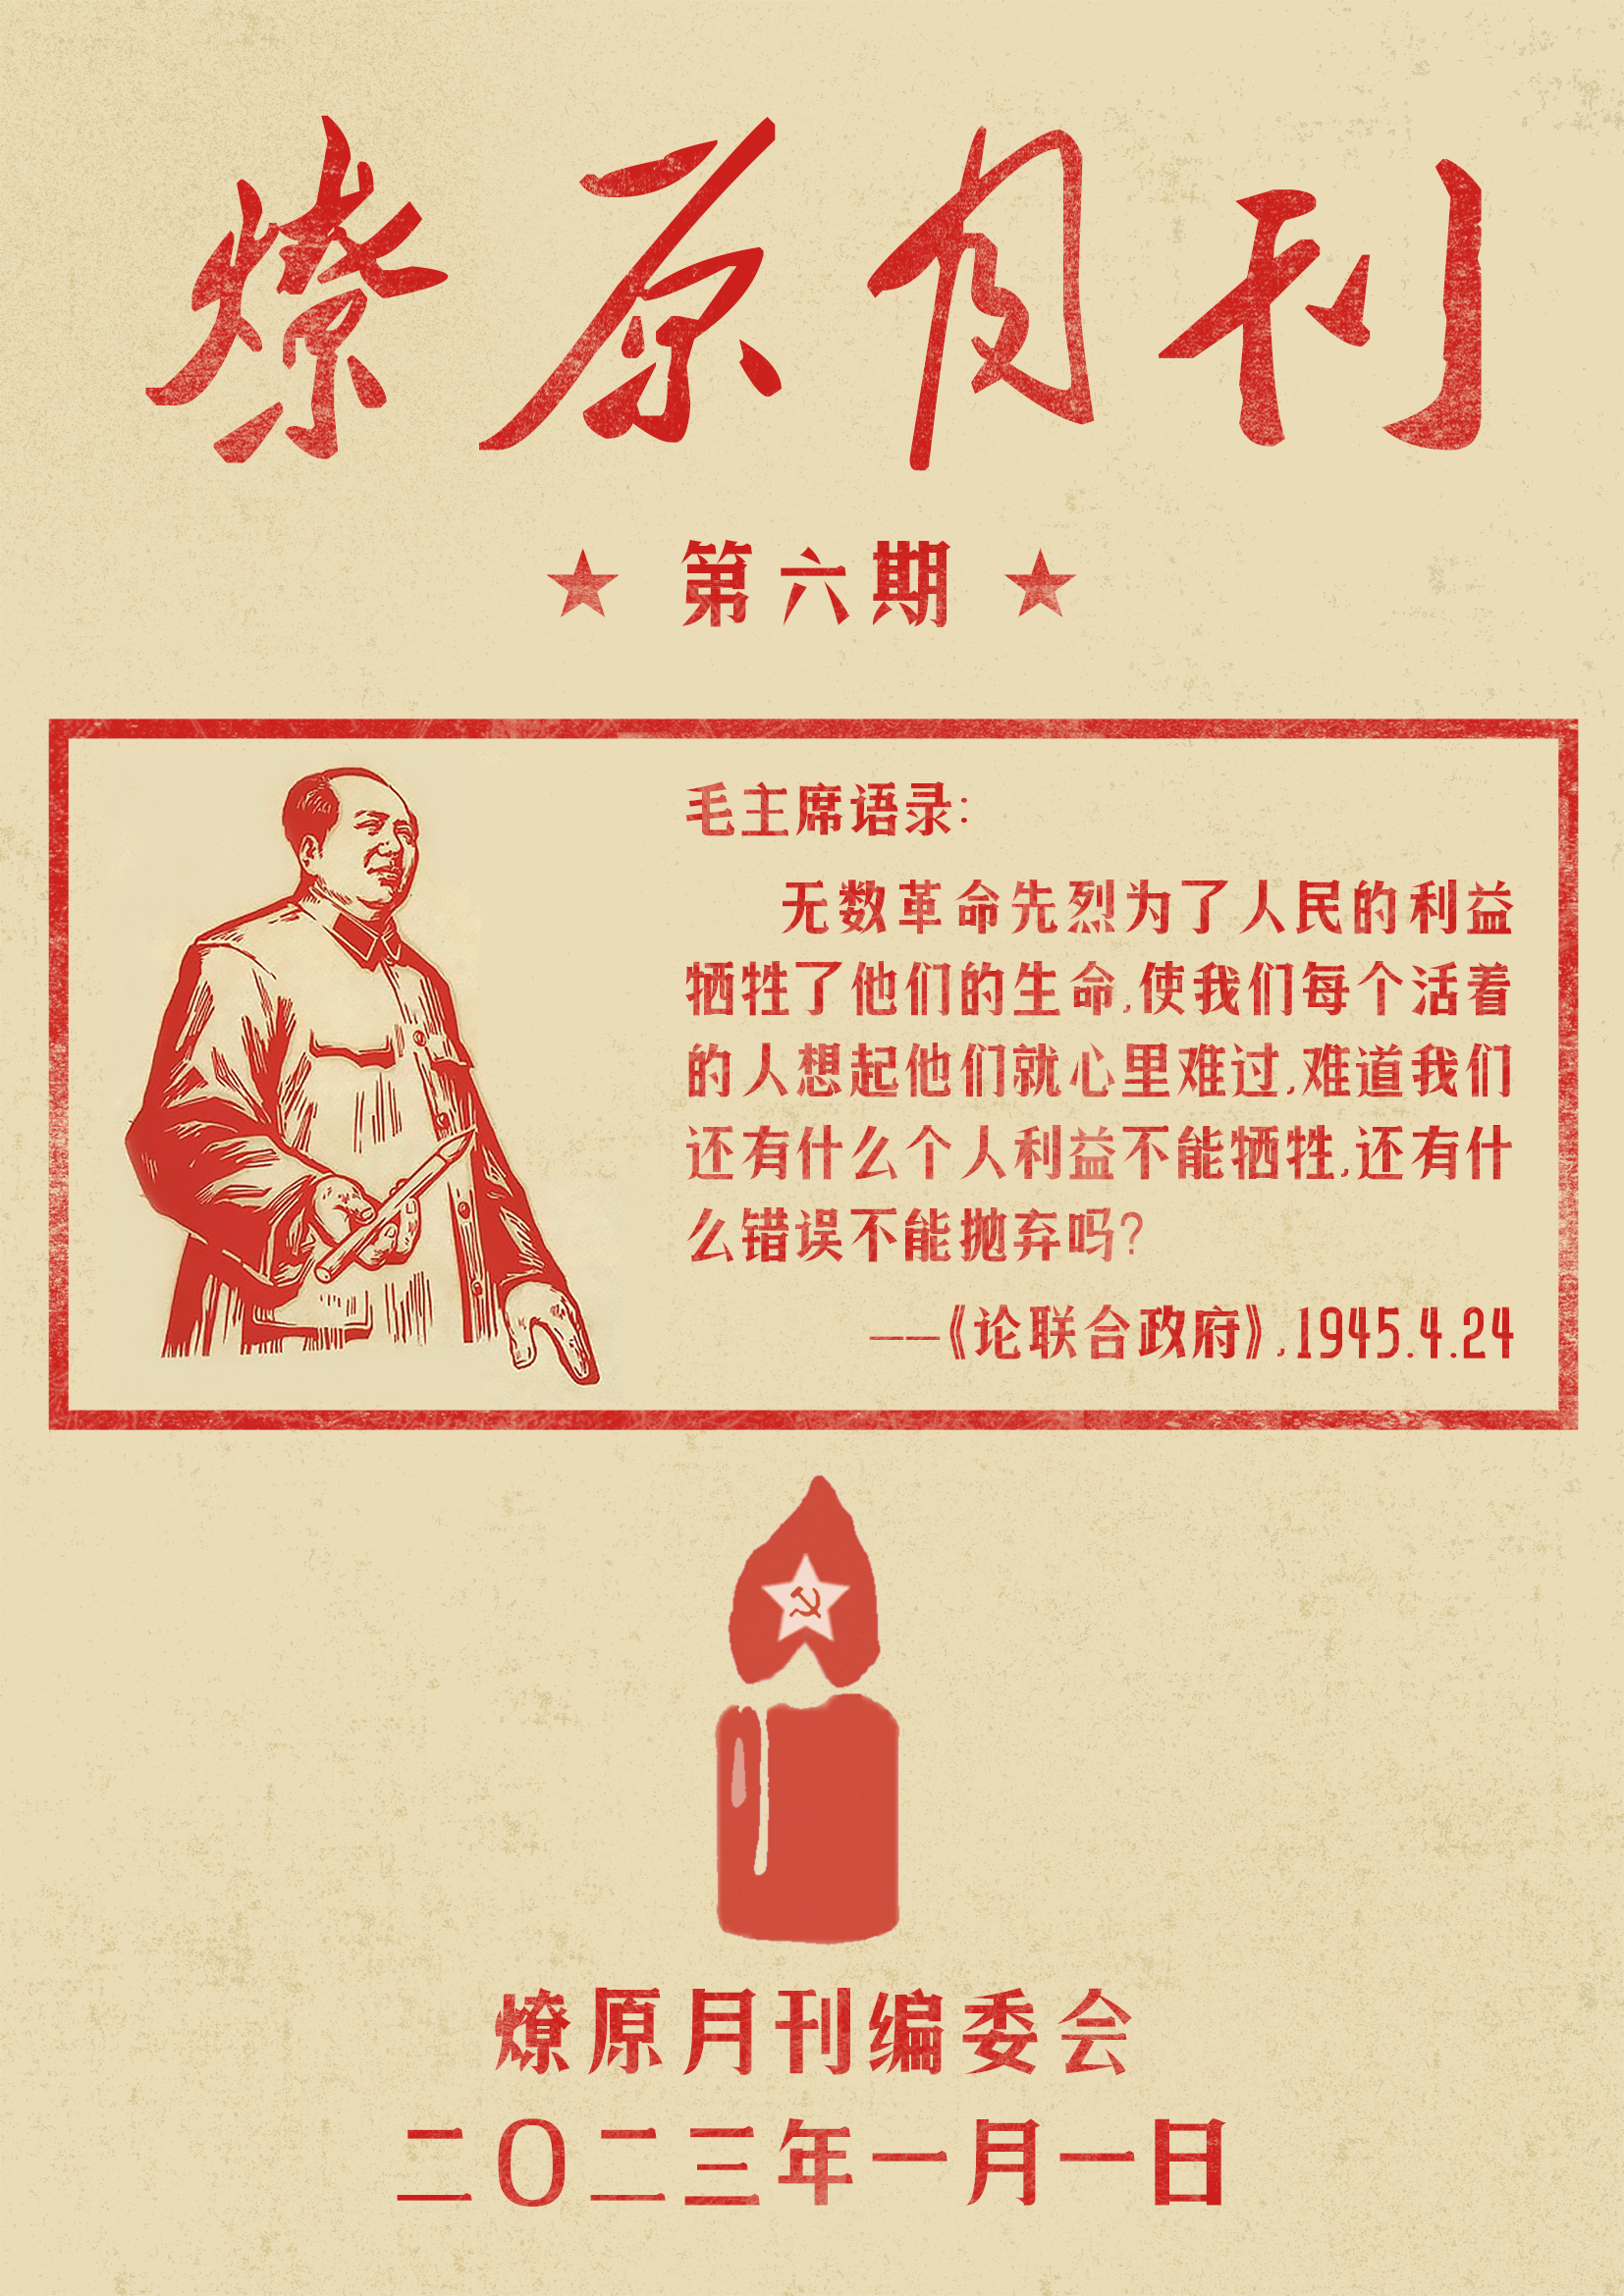 燎原月刊
★ 第六期 ★
毛主席语录:
无数革命先烈为了人民的利益
牺牲了他们的生命,使我们每个活着
的人想起他们就心里难过,难道我们
还有什么个人利益不能牺牲,还有什
么错误不能抛弃吗?
——《论联合政府》,1945.4.24
燎原月刊编委会
二〇二三年一月一日